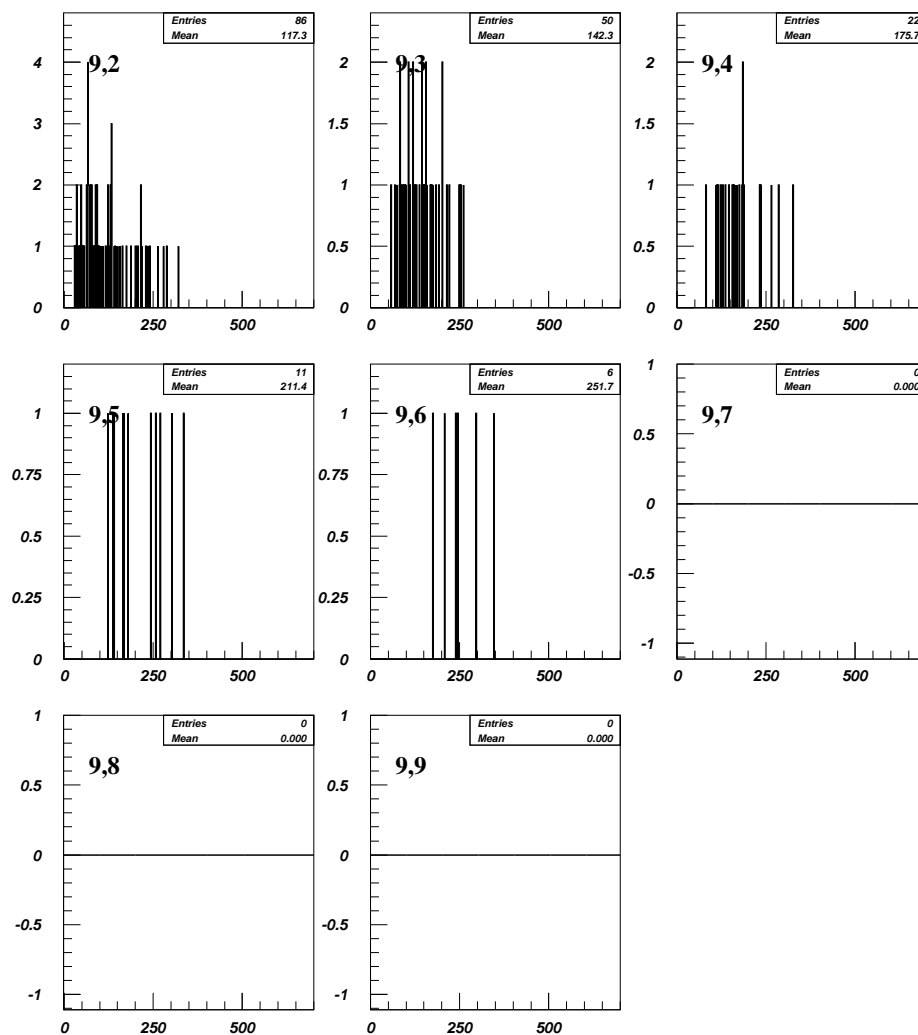 Entries 86
Mean 117.3
9,2
4
3
2
1
0
0 250 500
Entries 50
Mean 142.3
9,3
2
1.5
1
0.5
0
0 250 500
Entries 22
Mean 175.7
9,4
2
1.5
1
0.5
0
0 250 500
Entries 11
Mean 211.4
9,5
1
0.75
0.5
0.25
0
0 250 500
Entries 6
Mean 251.7
9,6
1
0.75
0.5
0.25
0
0 250 500
Entries 0
Mean 0.000
9,7
1
0.5
0
-0.5
-1
0 250 500
Entries 0
Mean 0.000
9,8
1
0.5
0
-0.5
-1
0 250 500
Entries 0
Mean 0.000
9,9
1
0.5
0
-0.5
-1
0 250 500